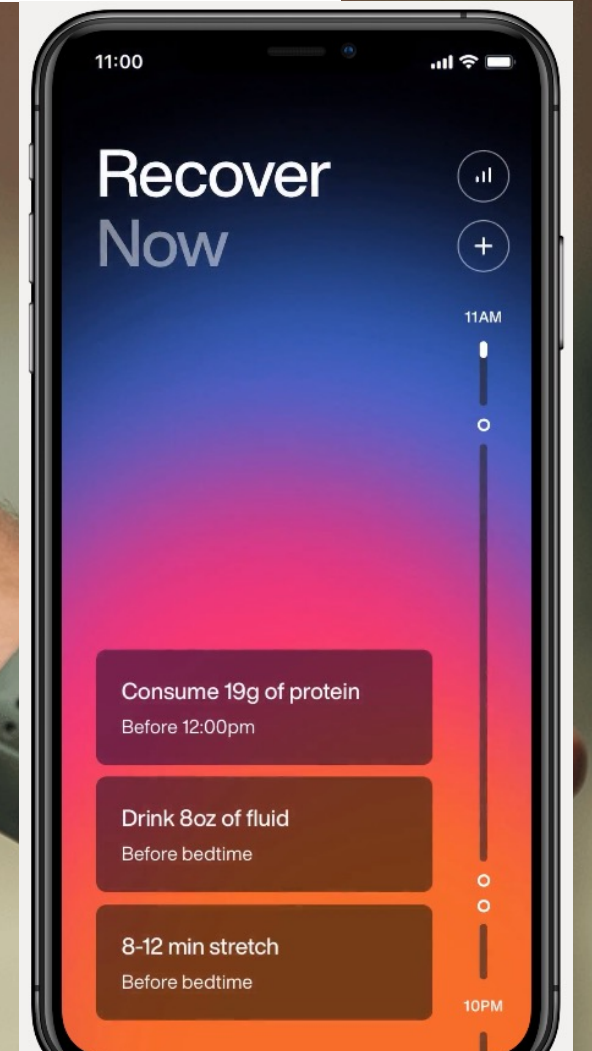 11:00
Recover
Now
11AM
Consume 19g of protein
Before 12:00pm
Drink 8oz of fluid
Before bedtime
8-12 min stretch
Before bedtime
10PM